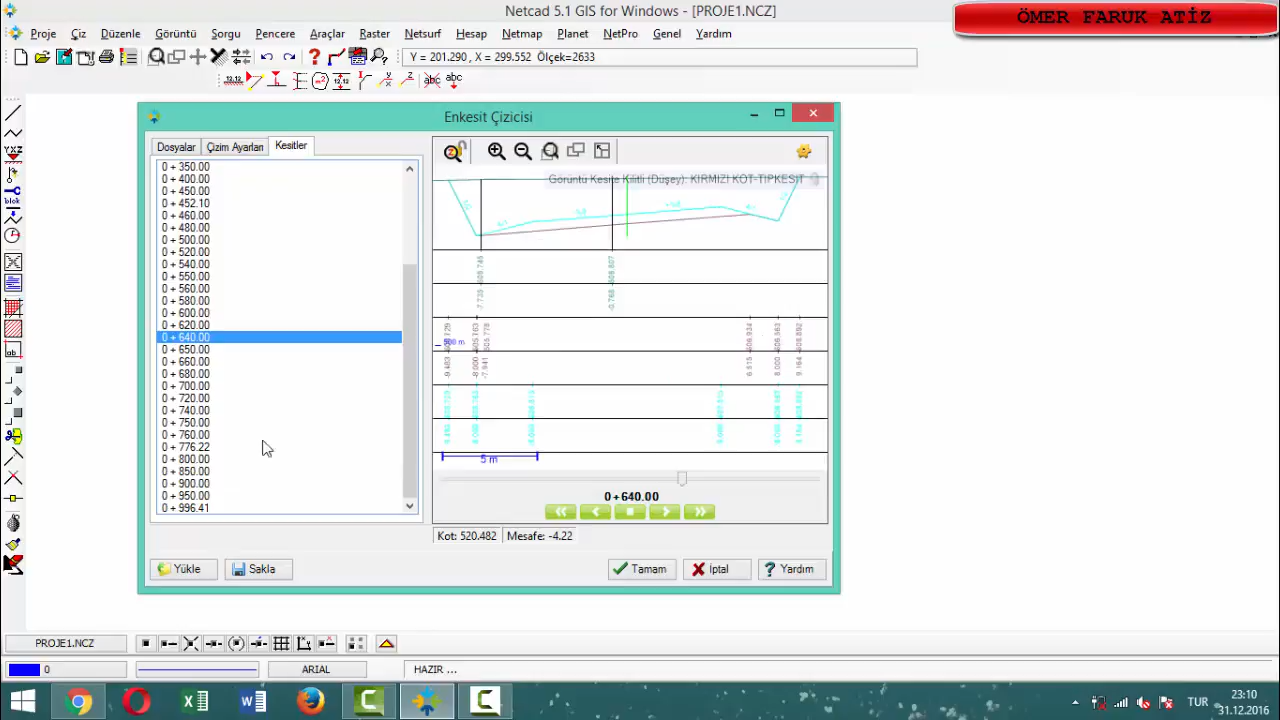 Netcad 5.1 GIS for Windows - [PROJE1.NCZ]
ÖMER FARUK ATİZ
Proje Çiz Düzenle Görüntü Sorgu Pencere Araçlar Raster Netsurf Hesap Netmap Planet NetPro Genel Yardım
Y = 201.290 , X = 299.552 Ölçek=2633
Enkesit Çizicisi
Dosyalar Çizim Ayarları Kesitler
Görüntü Kesite Kilitli (Düşey): KIRMIZI KOT-TIPKESIT
0 + 350.00
0 + 400.00
0 + 450.00
0 + 452.10
0 + 460.00
0 + 480.00
0 + 500.00
0 + 520.00
0 + 540.00
0 + 550.00
0 + 560.00
0 + 580.00
0 + 600.00
0 + 620.00
0 + 640.00
0 + 650.00
0 + 660.00
0 + 680.00
0 + 700.00
0 + 720.00
0 + 740.00
0 + 750.00
0 + 760.00
0 + 776.22
0 + 800.00
0 + 850.00
0 + 900.00
0 + 950.00
0 + 996.41
5 m
0+640.00
Kot: 520.482 Mesafe: -4.22
Yükle Sakla Tamam İptal Yardım
PROJE1.NCZ
0 ARIAL HAZIR ...
TUR
23:10
31.12.2016